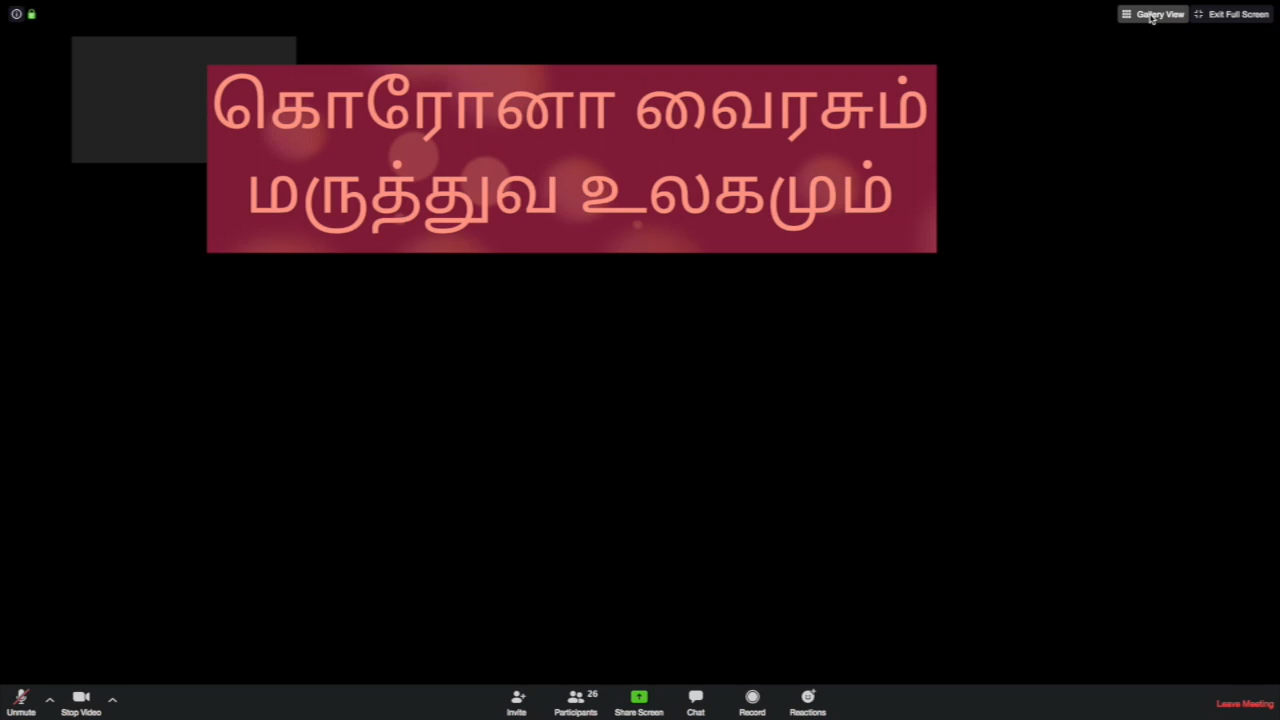 Gallery View Exit Full Screen
கொரோனா வைரசும்
மருத்துவ உலகமும்
Unmute Stop Video Invite Participants 26 Share Screen Chat Record Reactions Leave Meeting